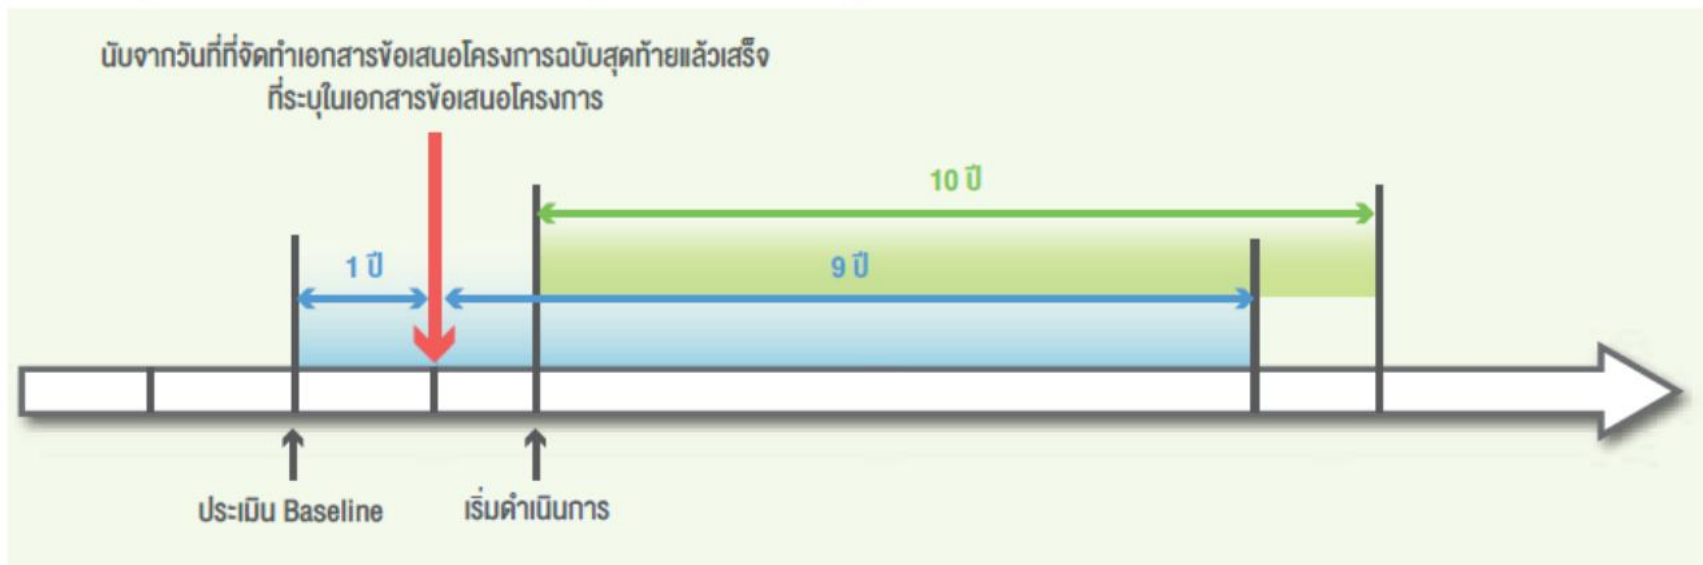 นับจากวันที่ที่จัดทำเอกสารข้อเสนอโครงการฉบับสุดท้ายแล้วเสร็จ
ที่ระบุในเอกสารข้อเสนอโครงการ
10 ปี
1 ปี
9 ปี
ประเมิน Baseline
เริ่มดำเนินการ